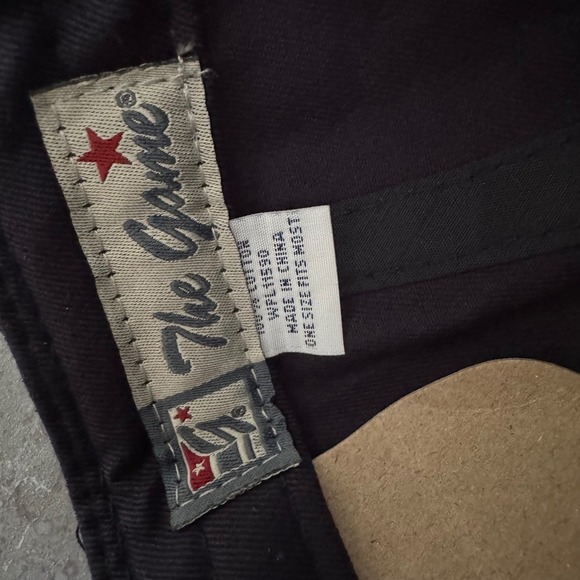 The Game®
100% COTTON
WPL 11590
MADE IN CHINA
ONE SIZE FITS MOST